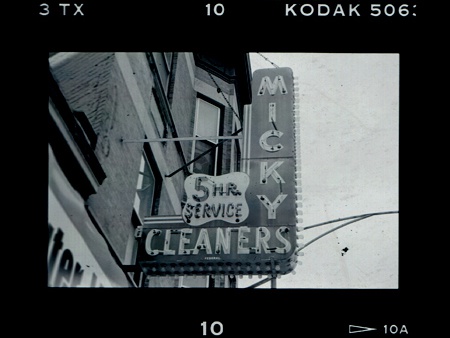 3 TX 10 KODAK 506
MICKY
5 HR.
SERVICE
CLEANERS
10 10A